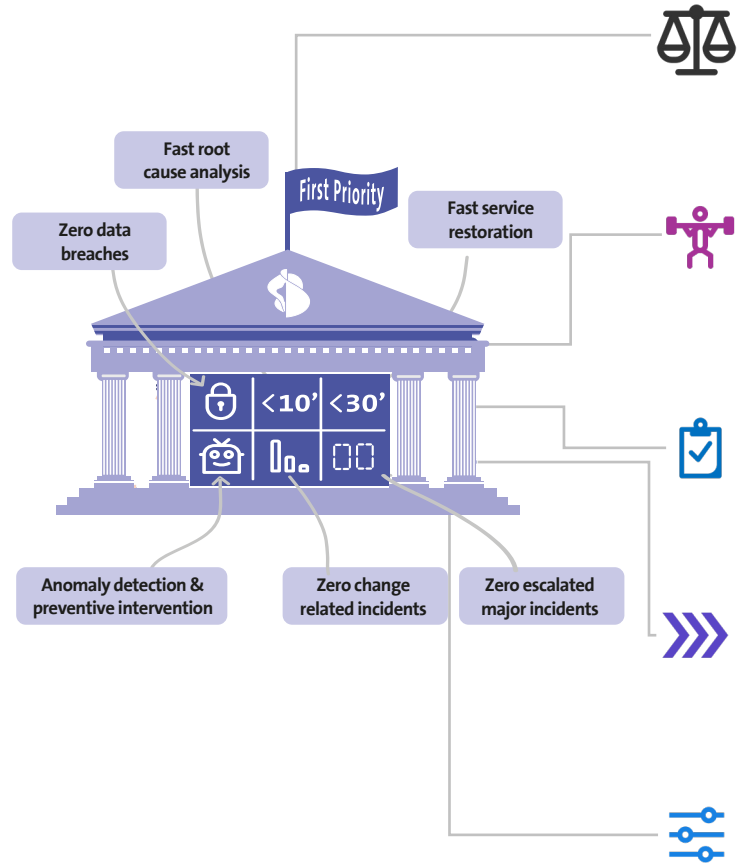 Fast root
cause analysis
First Priority
Fast service
restoration
Zero data
breaches
<10’ <30’
Anomaly detection &
preventive intervention
Zero change
related incidents
Zero escalated
major incidents